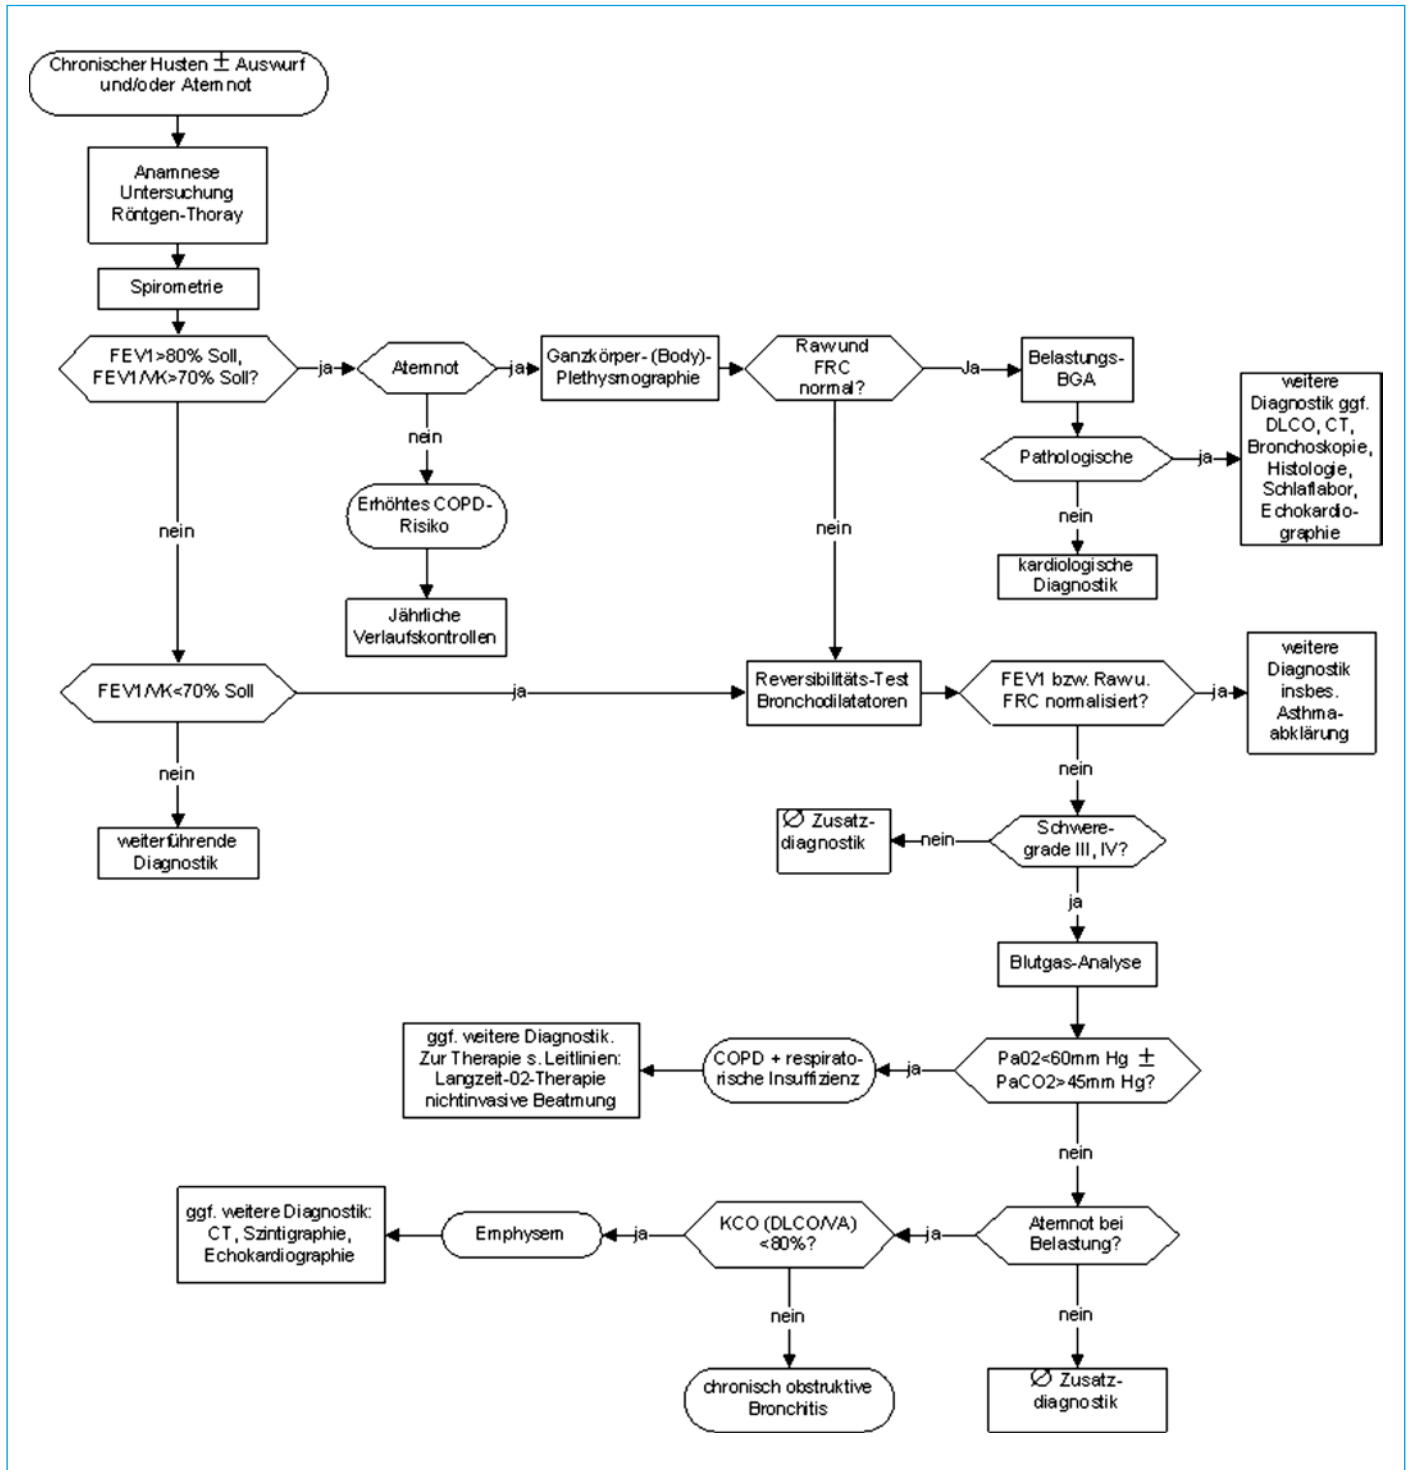 Chronischer Husten ± Auswurf
und/oder Atemnot
Anamnese
Untersuchung
Röntgen-Thoray
Spirometrie
FEV1>80% Soll,
FEV1/VK>70% Soll?
ja
Atemnot
ja
Ganzkörper- (Body)-
Plethysmographie
Raw und
FRC
normal?
Ja
Belastungs-
BGA
Pathologische
ja
weitere
Diagnostik ggf.
DLCO, CT,
Bronchoskopie,
Histologie,
Schlaflabor,
Echokardio-
graphie
nein
kardiologische
Diagnostik
nein
Erhöhtes COPD-
Risiko
Jährliche
Verlaufskontrollen
nein
nein
FEV1/VK<70% Soll
ja
Reversibilitäts-Test
Bronchodilatatoren
FEV1 bzw. Raw u.
FRC normalisiert?
ja
weitere
Diagnostik
insbes.
Asthma-
abklärung
nein
weiterführende
Diagnostik
nein
Schwere-
grade III, IV?
nein
Ø Zusatz-
diagnostik
ja
Blutgas-Analyse
Pa02<60mm Hg ±
PaCO2>45mm Hg?
ja
COPD + respirato-
rische Insuffizienz
ggf. weitere Diagnostik.
Zur Therapie s. Leitlinien:
Langzeit-02-Therapie
nichtinvasive Beatmung
nein
Atemnot bei
Belastung?
ja
KCO (DLCO/VA)
<80%?
ja
Emphysem
ggf. weitere Diagnostik:
CT, Szintigraphie,
Echokardiographie
nein
chronisch obstruktive
Bronchitis
nein
Ø Zusatz-
diagnostik